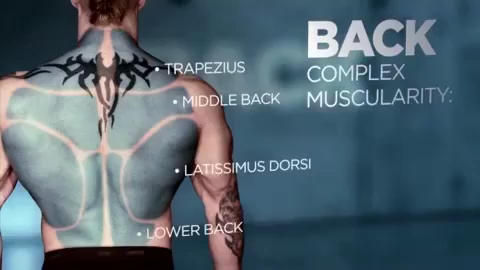 BACK
COMPLEX
MUSCULARITY:
• TRAPEZIUS
• MIDDLE BACK
• LATISSIMUS DORSI
• LOWER BACK